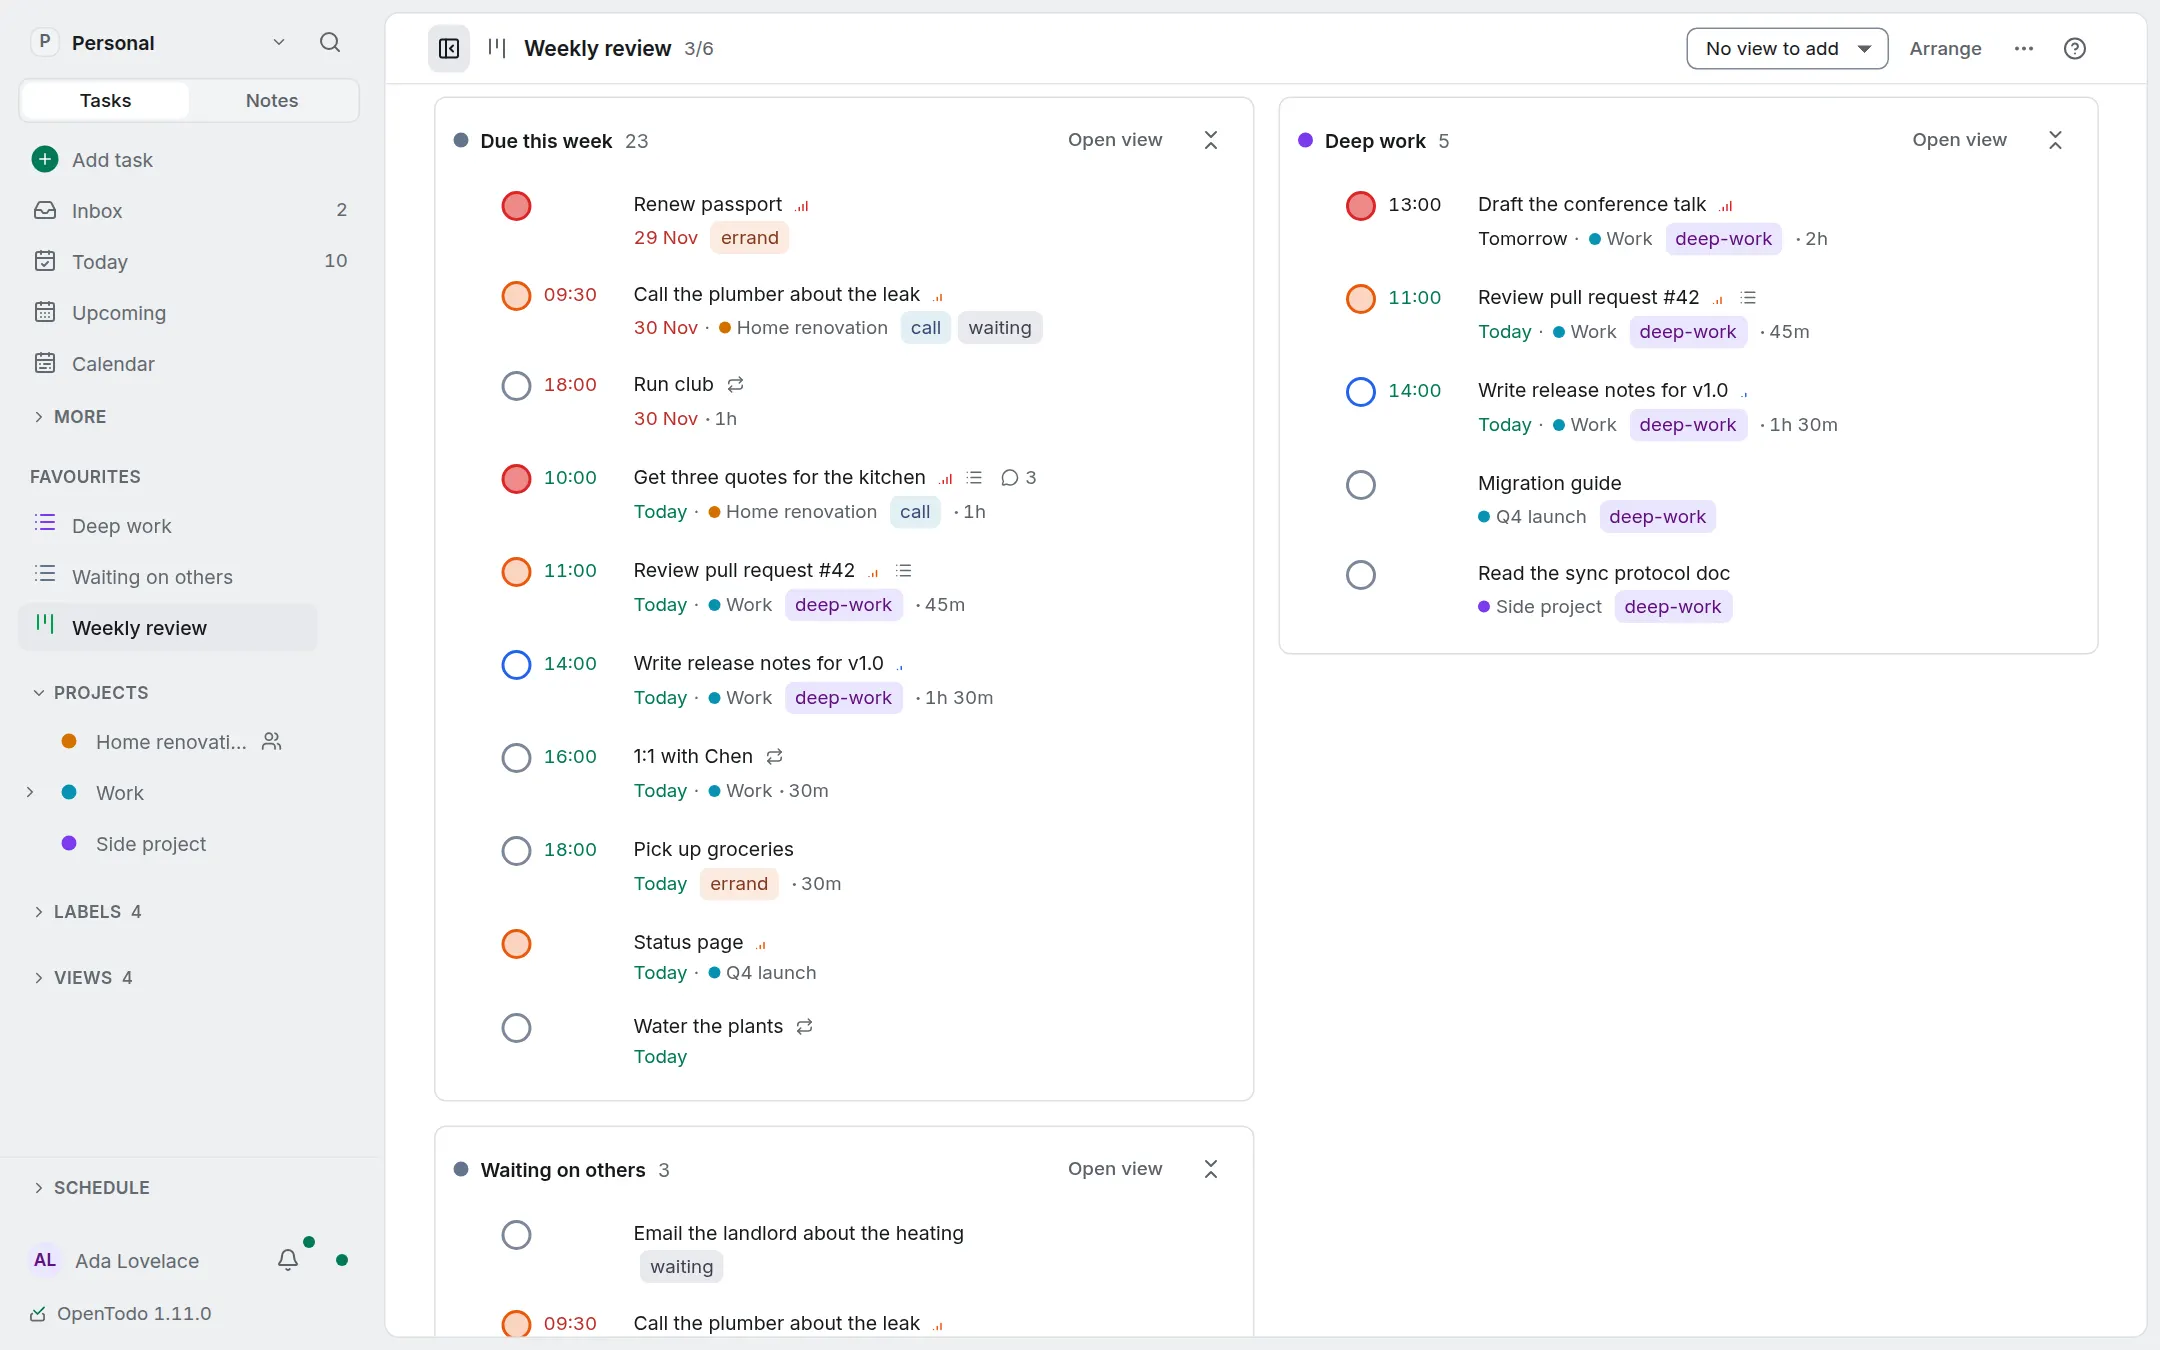 P Personal
Tasks Notes
Add task
Inbox 2
Today 10
Upcoming
Calendar
MORE
FAVOURITES
Deep work
Waiting on others
Weekly review
PROJECTS
Home renovati...
Work
Side project
LABELS 4
VIEWS 4
SCHEDULE
AL Ada Lovelace
OpenTodo 1.11.0
Weekly review 3/6
No view to add Arrange
Due this week 23 Open view
Renew passport
29 Nov errand
09:30 Call the plumber about the leak
30 Nov · Home renovation call waiting
18:00 Run club
30 Nov · 1h
10:00 Get three quotes for the kitchen 3
Today · Home renovation call · 1h
11:00 Review pull request #42
Today · Work deep-work · 45m
14:00 Write release notes for v1.0
Today · Work deep-work · 1h 30m
16:00 1:1 with Chen
Today · Work · 30m
18:00 Pick up groceries
Today errand · 30m
Status page
Today · Q4 launch
Water the plants
Today
Waiting on others 3 Open view
Email the landlord about the heating
waiting
09:30 Call the plumber about the leak
Deep work 5 Open view
13:00 Draft the conference talk
Tomorrow · Work deep-work · 2h
11:00 Review pull request #42
Today · Work deep-work · 45m
14:00 Write release notes for v1.0
Today · Work deep-work · 1h 30m
Migration guide
Q4 launch deep-work
Read the sync protocol doc
Side project deep-work